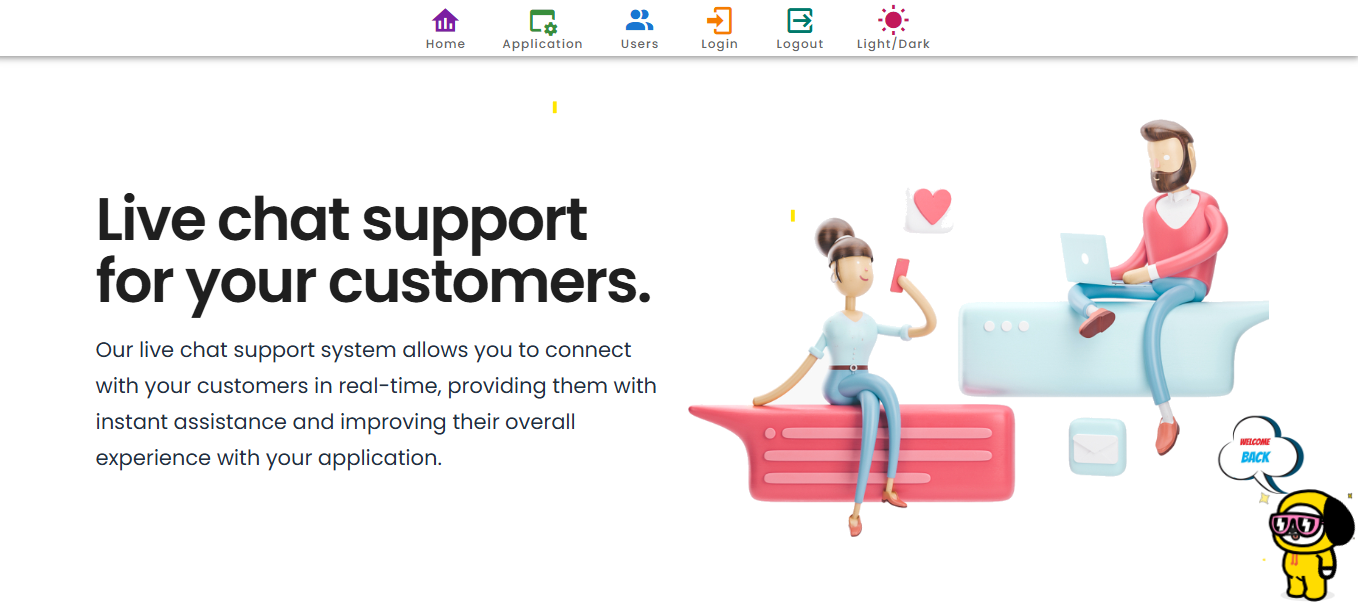 Home Application Users Login Logout Light/Dark
Live chat support
for your customers.
Our live chat support system allows you to connect
with your customers in real-time, providing them with
instant assistance and improving their overall
experience with your application.
WELCOME
BACK